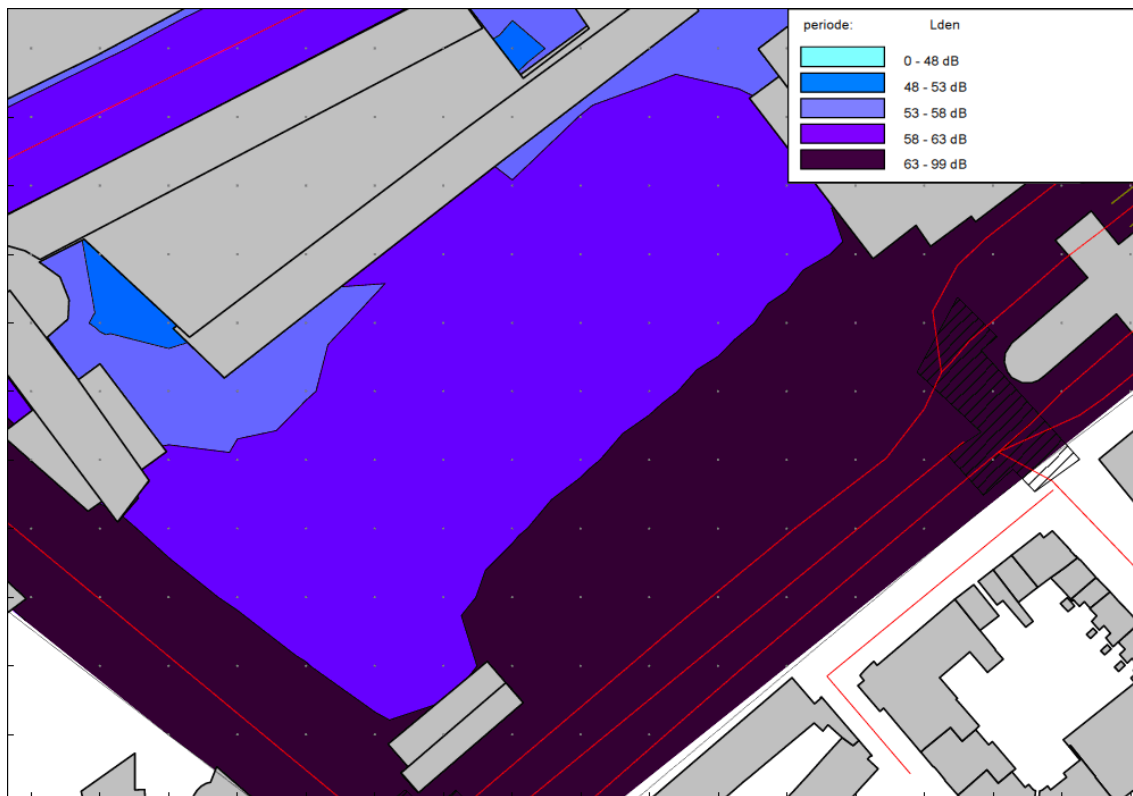 periode: Lden
0 - 48 dB
48 - 53 dB
53 - 58 dB
58 - 63 dB
63 - 99 dB